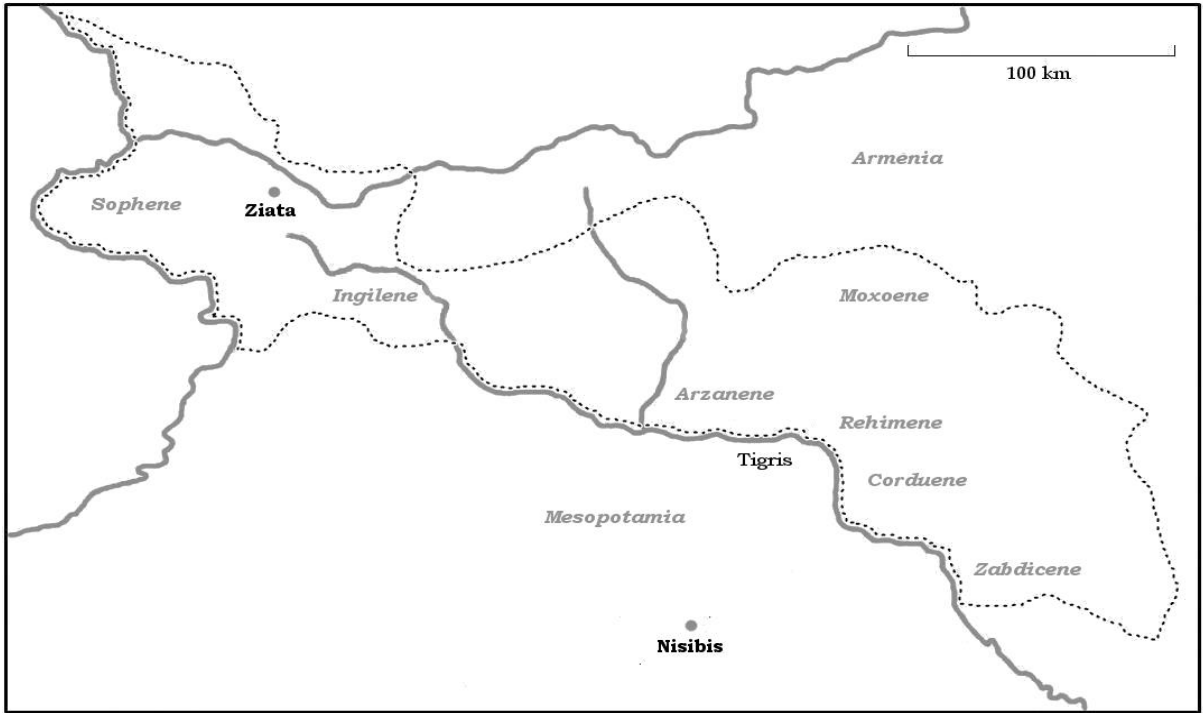 100 km
Armenia
Sophene
Ziata
Ingilene
Moxoene
Arzanene
Rehimene
Tigris
Corduene
Mesopotamia
Zabdicene
Nisibis